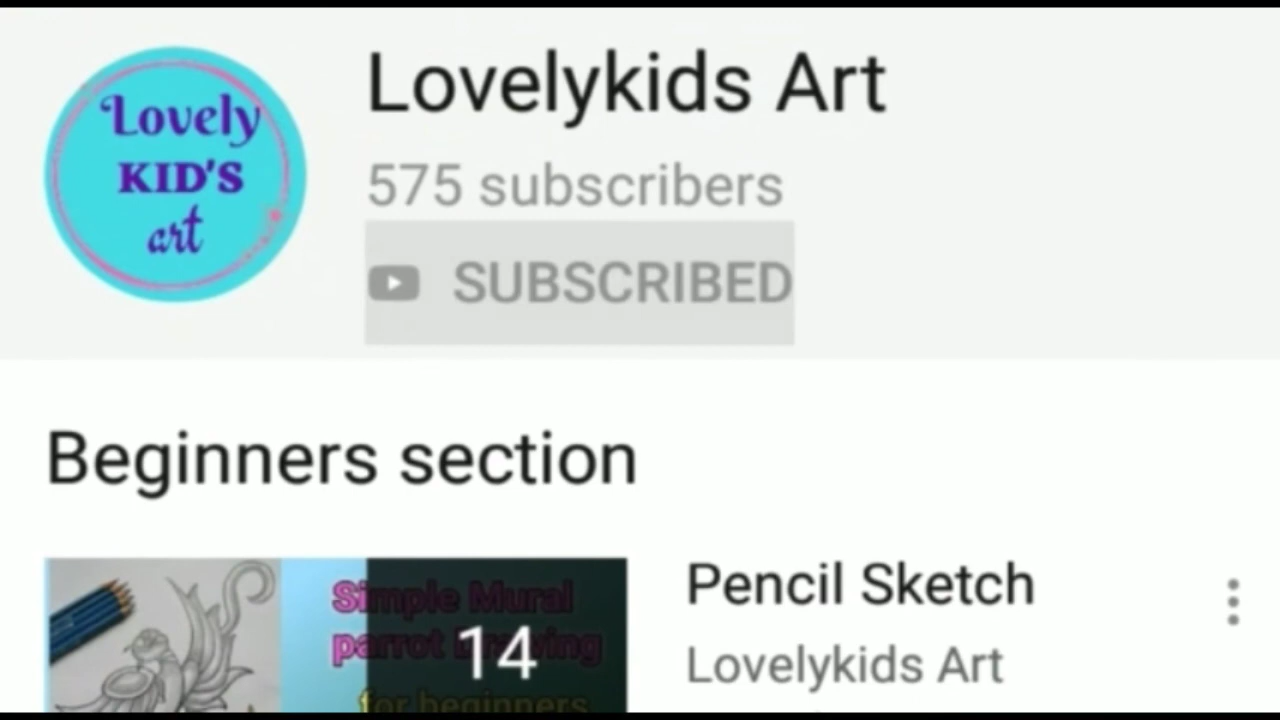 Lovely
KID'S
art
Lovelykids Art
575 subscribers
SUBSCRIBED
Beginners section
Simple Mural
parrot Drawing
for beginners
14
Pencil Sketch
Lovelykids Art